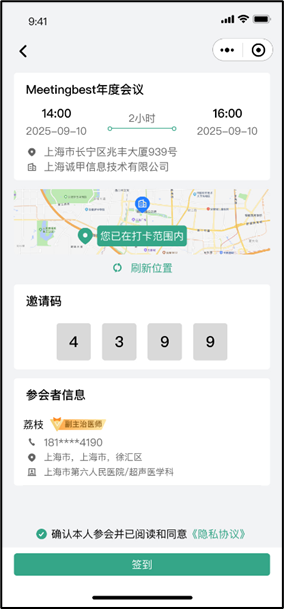 9:41
Meetingbest年度会议
14:00 2小时 16:00
2025-09-10 2025-09-10
上海市长宁区兆丰大厦939号
上海诚甲信息技术有限公司
您已在打卡范围内
刷新位置
邀请码
4 3 9 9
参会者信息
荔枝 副主治医师
181****4190
上海市，上海市，徐汇区
上海市第六人民医院/超声医学科
确认本人参会并已阅读和同意《隐私协议》
签到